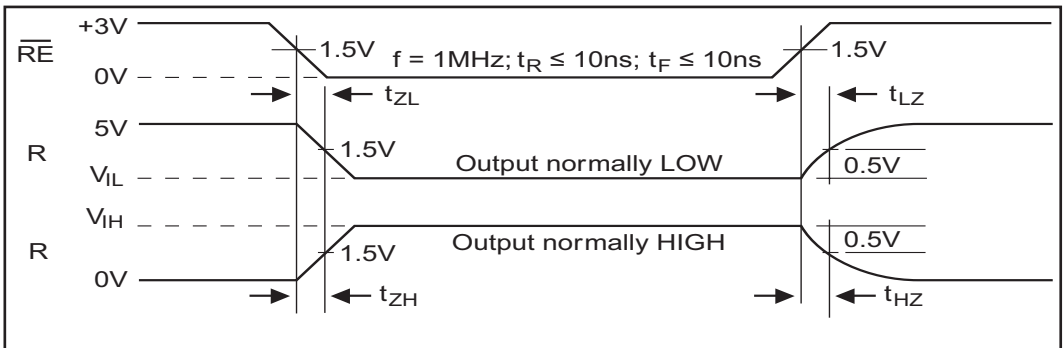 +3V
RE
1.5V
f = 1MHz; tR ≤ 10ns; tF ≤ 10ns
1.5V
0V
tZL
tLZ
5V
R
1.5V
Output normally LOW
0.5V
VIL
VIH
R
1.5V
Output normally HIGH
0.5V
0V
tZH
tHZ